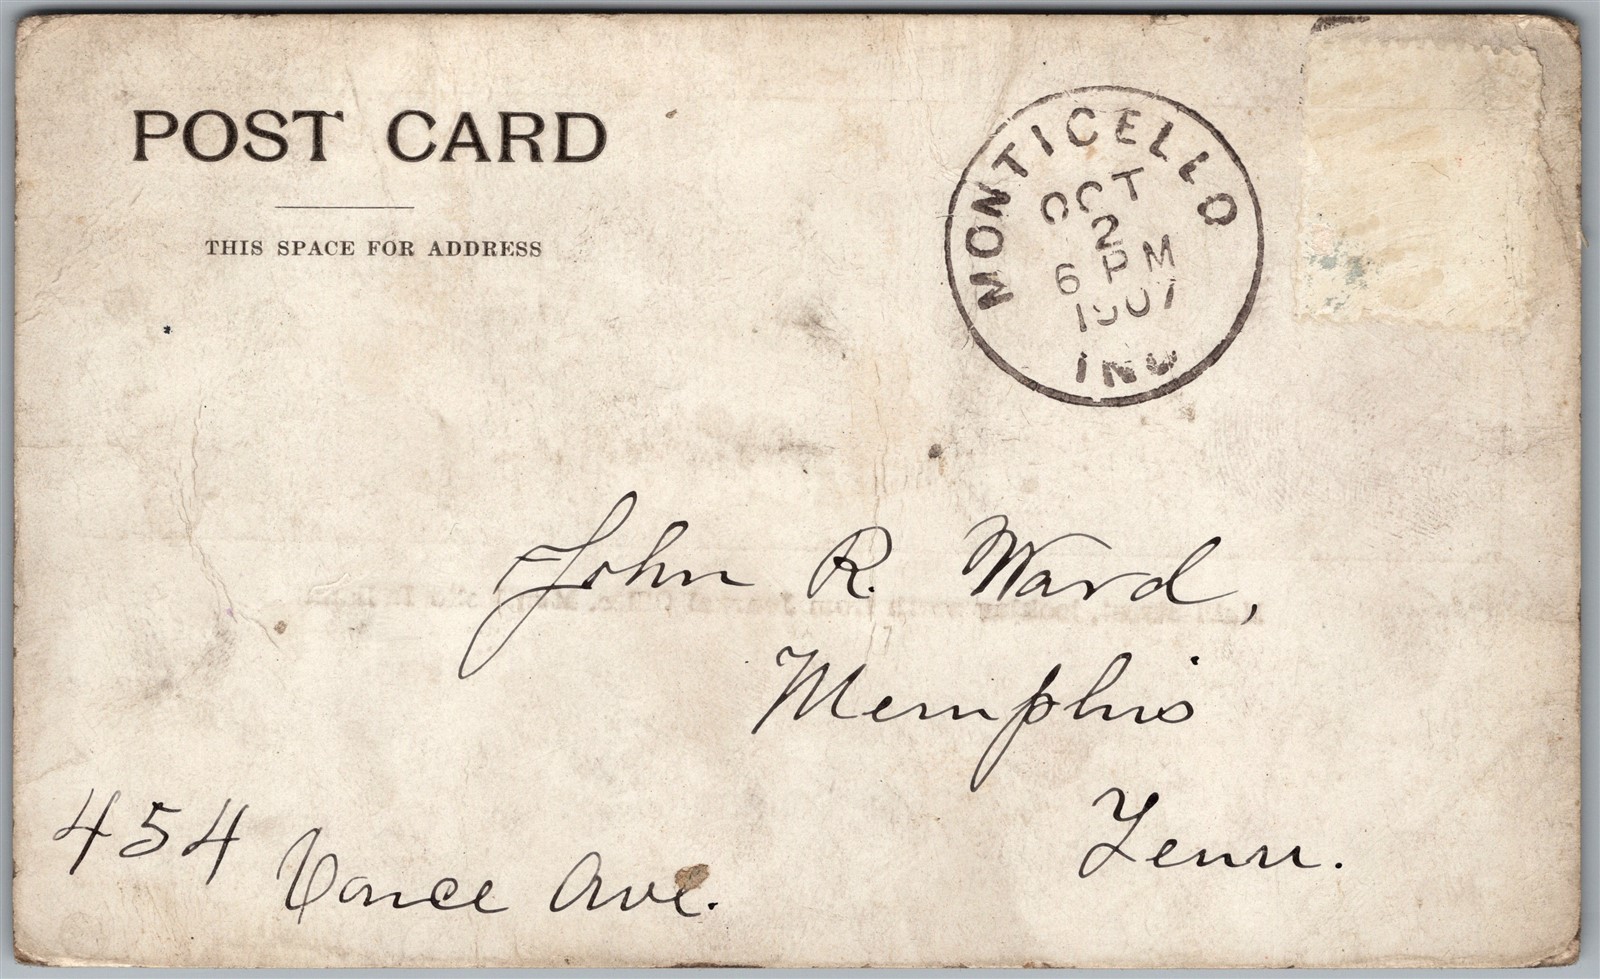 POST CARD
THIS SPACE FOR ADDRESS
MONTICELLO
OCT
2
6 PM
1907
IND
John R. Ward,
Memphis
Tenn.
454 Vance Ave.